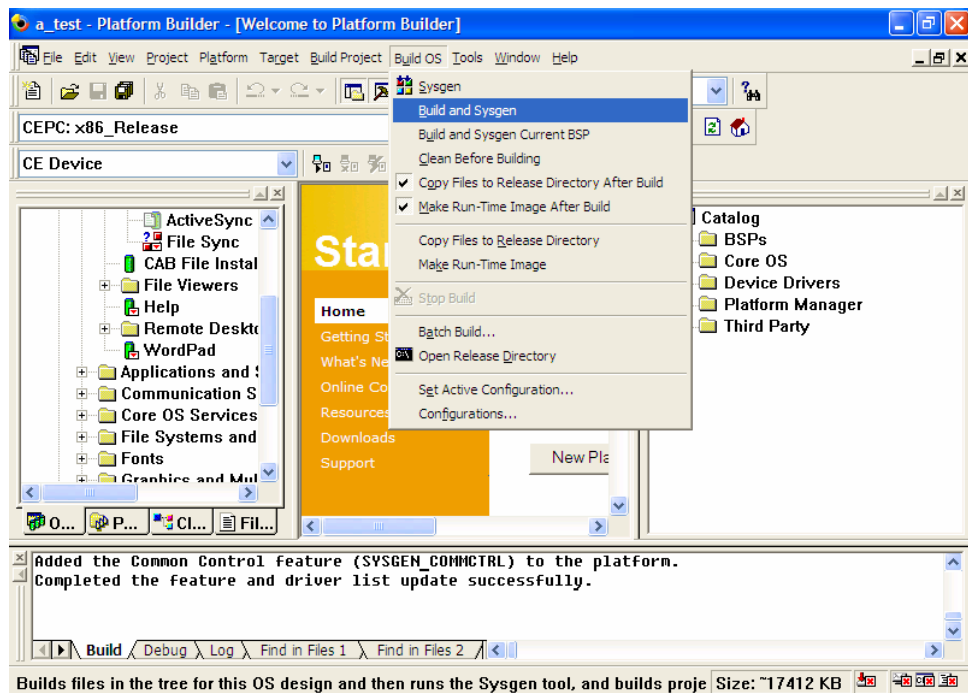 a_test - Platform Builder - [Welcome to Platform Builder]
File Edit View Project Platform Target Build Project Build OS Tools Window Help
CEPC: x86_Release
CE Device
Sysgen
Build and Sysgen
Build and Sysgen Current BSP
Clean Before Building
Copy Files to Release Directory After Build
Make Run-Time Image After Build
Copy Files to Release Directory
Make Run-Time Image
Stop Build
Batch Build...
Open Release Directory
Set Active Configuration...
Configurations...
ActiveSync
File Sync
CAB File Instal
File Viewers
Help
Remote Deskto
WordPad
Applications and
Communication S
Core OS Services
File Systems and
Fonts
Graphics and Mul
O... P... Cl... Fil...
Sta
Home
Getting St
What's Ne
Online Co
Resources
Downloads
Support
New Pla
Catalog
BSPs
Core OS
Device Drivers
Platform Manager
Third Party
Added the Common Control feature (SYSGEN_COMMCTRL) to the platform.
Completed the feature and driver list update successfully.
Build Debug Log Find in Files 1 Find in Files 2
Builds files in the tree for this OS design and then runs the Sysgen tool, and builds proje Size: ~17412 KB